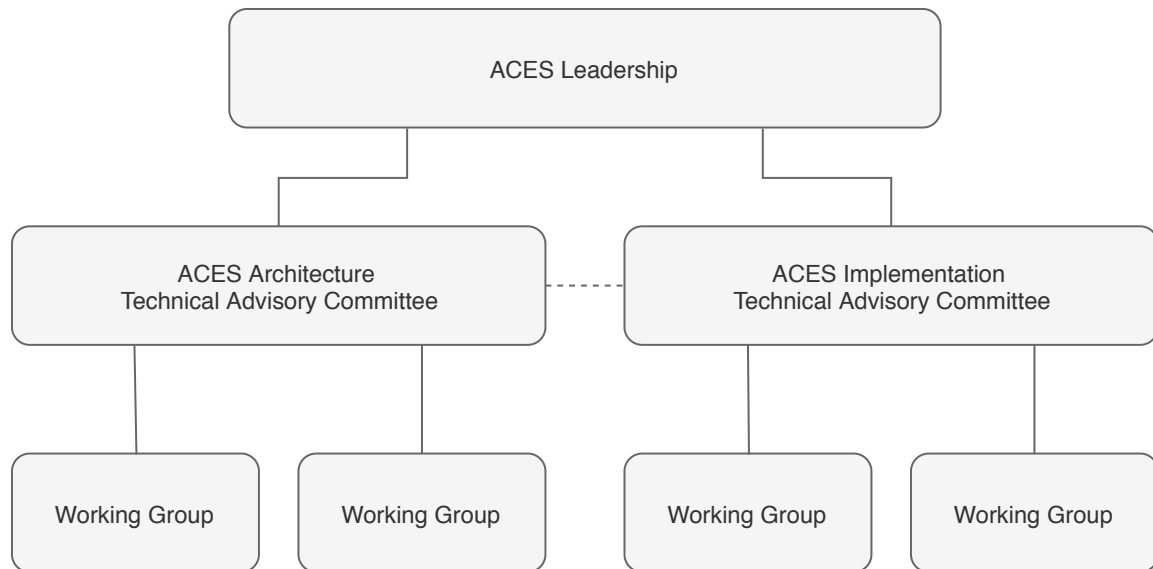 ACES Leadership
ACES Architecture
Technical Advisory Committee
ACES Implementation
Technical Advisory Committee
Working Group
Working Group
Working Group
Working Group